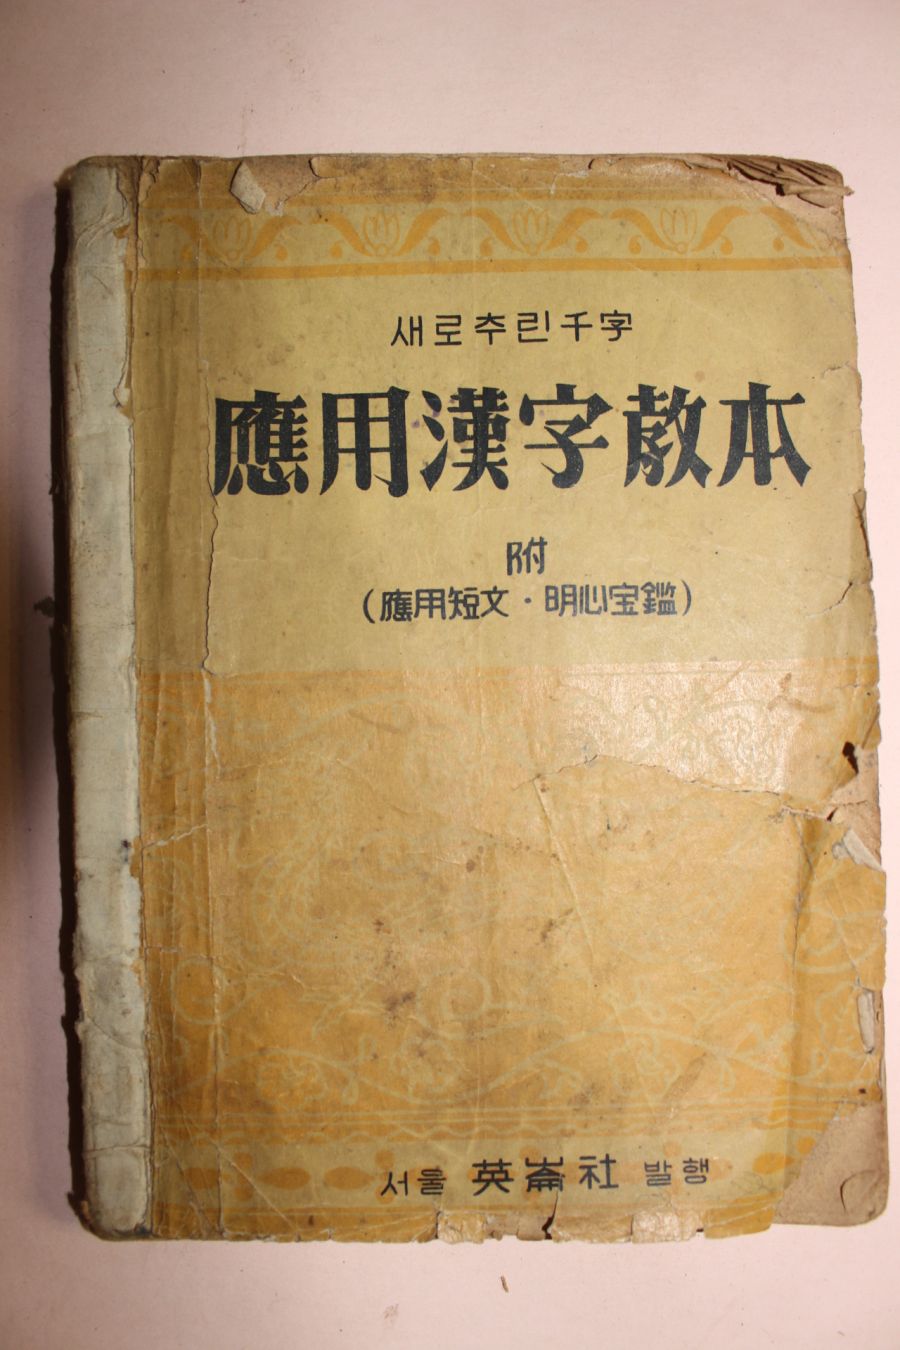 새로추린千字
應用漢字敎本
附
(應用短文・明心宝鑑)
서울 英崙社 발행